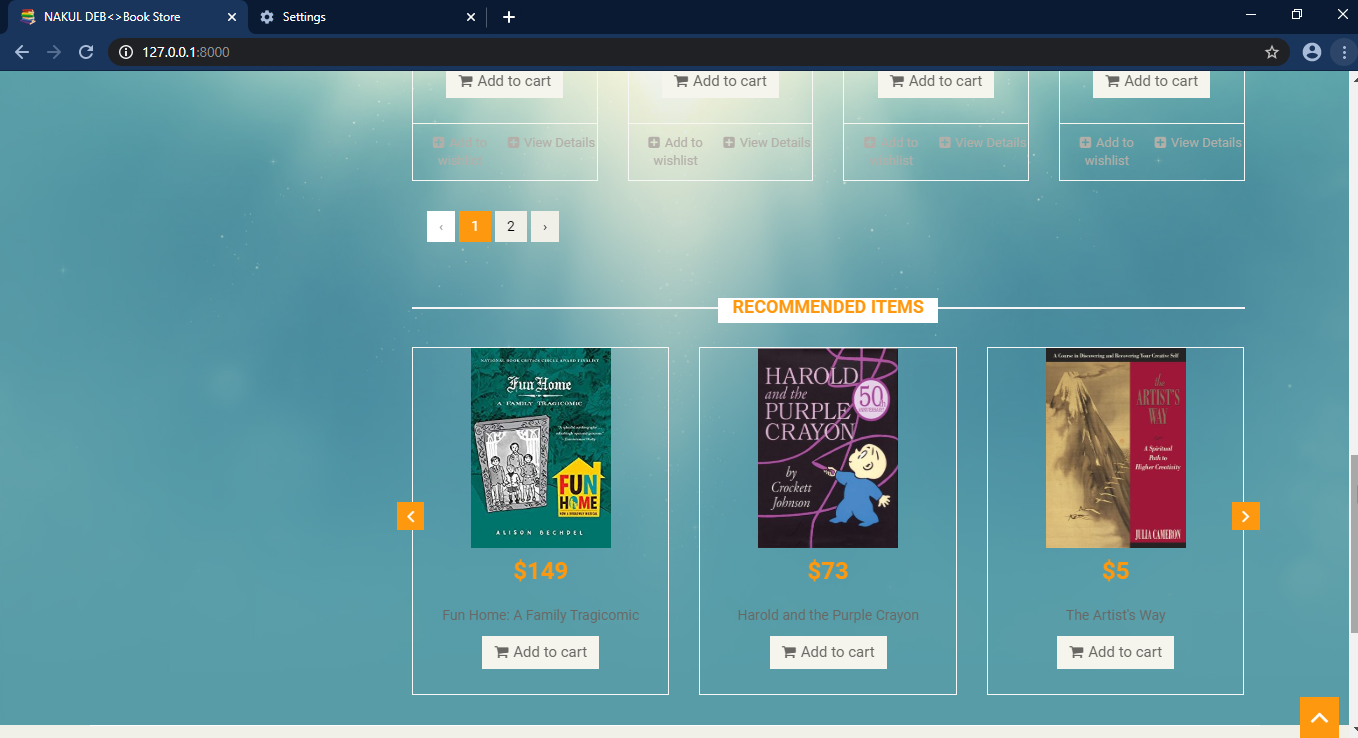 NAKUL DEB<>Book Store
Settings
127.0.0.1:8000
Add to cart Add to cart Add to cart Add to cart
Add to wishlist View Details Add to wishlist View Details Add to wishlist View Details Add to wishlist View Details
‹ 1 2 ›
RECOMMENDED ITEMS
NATIONAL BOOK CRITICS CIRCLE AWARD FINALIST
Fun Home
A FAMILY TRAGICOMIC
FUN
HOME
ALISON BECHDEL
$149
Fun Home: A Family Tragicomic
Add to cart
HAROLD
and the
PURPLE
CRAYON
50th
ANNIVERSARY
by
Crockett
Johnson
$73
Harold and the Purple Crayon
Add to cart
A Course in Discovering and Recovering Your Creative Self
the
ARTIST'S
WAY
A Spiritual
Path to
Higher Creativity
JULIA CAMERON
$5
The Artist's Way
Add to cart